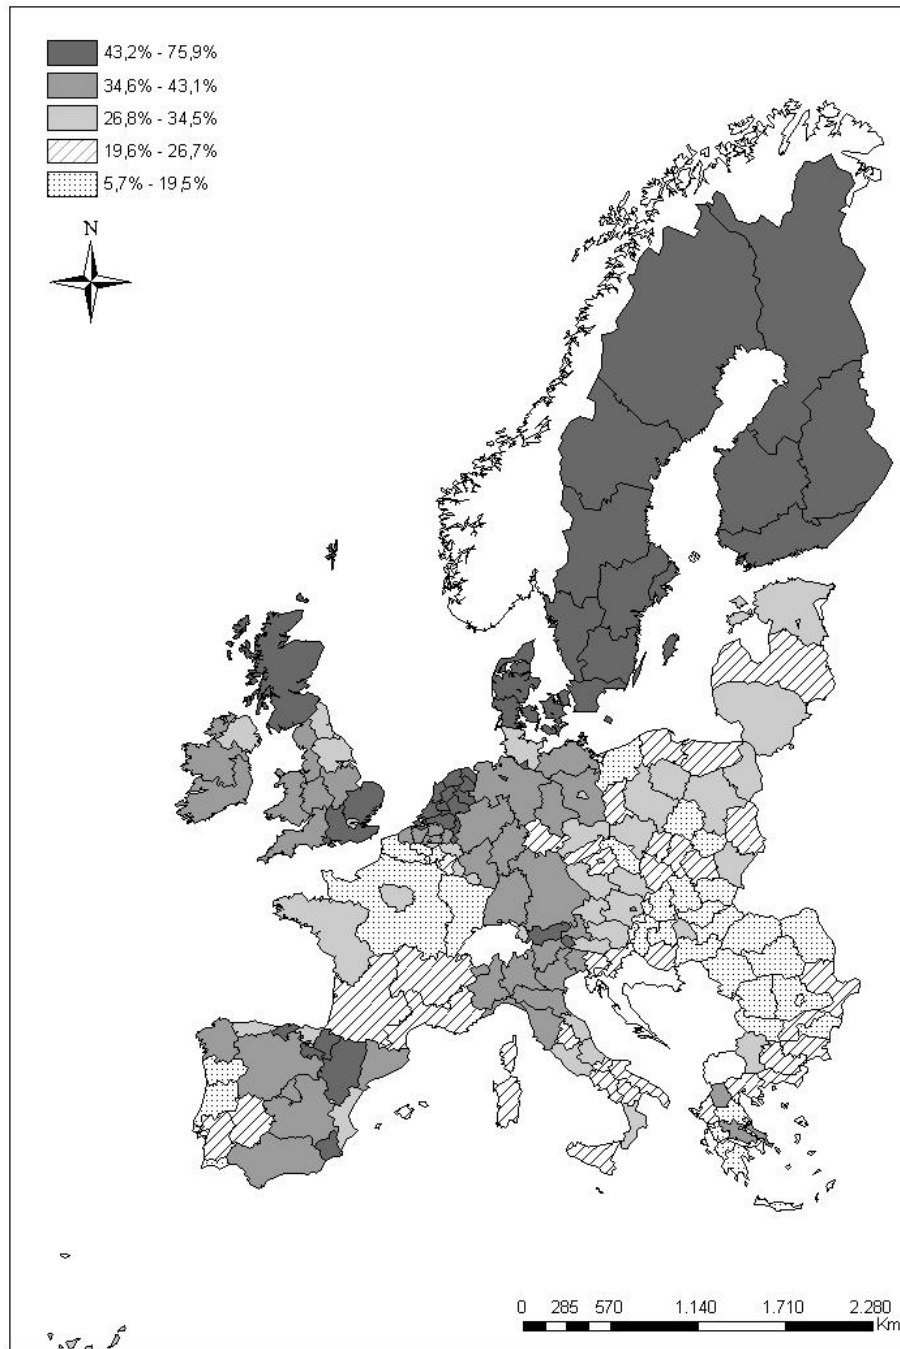 43,2% - 75,9%
34,6% - 43,1%
26,8% - 34,5%
19,6% - 26,7%
5,7% - 19,5%
N
0 285 570 1.140 1.710 2.280
Km